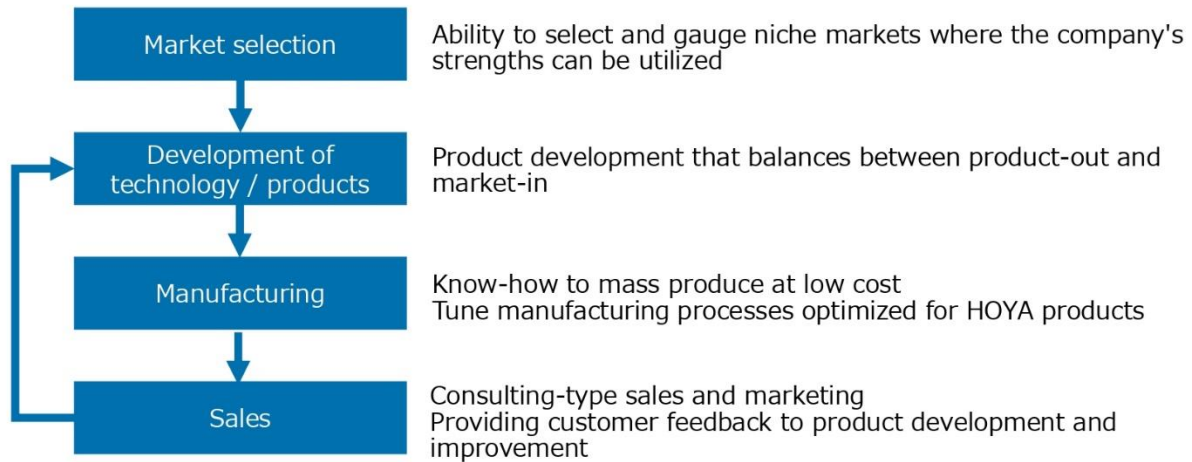 Market selection
Ability to select and gauge niche markets where the company's
strengths can be utilized
Development of
technology / products
Product development that balances between product-out and
market-in
Manufacturing
Know-how to mass produce at low cost
Tune manufacturing processes optimized for HOYA products
Sales
Consulting-type sales and marketing
Providing customer feedback to product development and
improvement